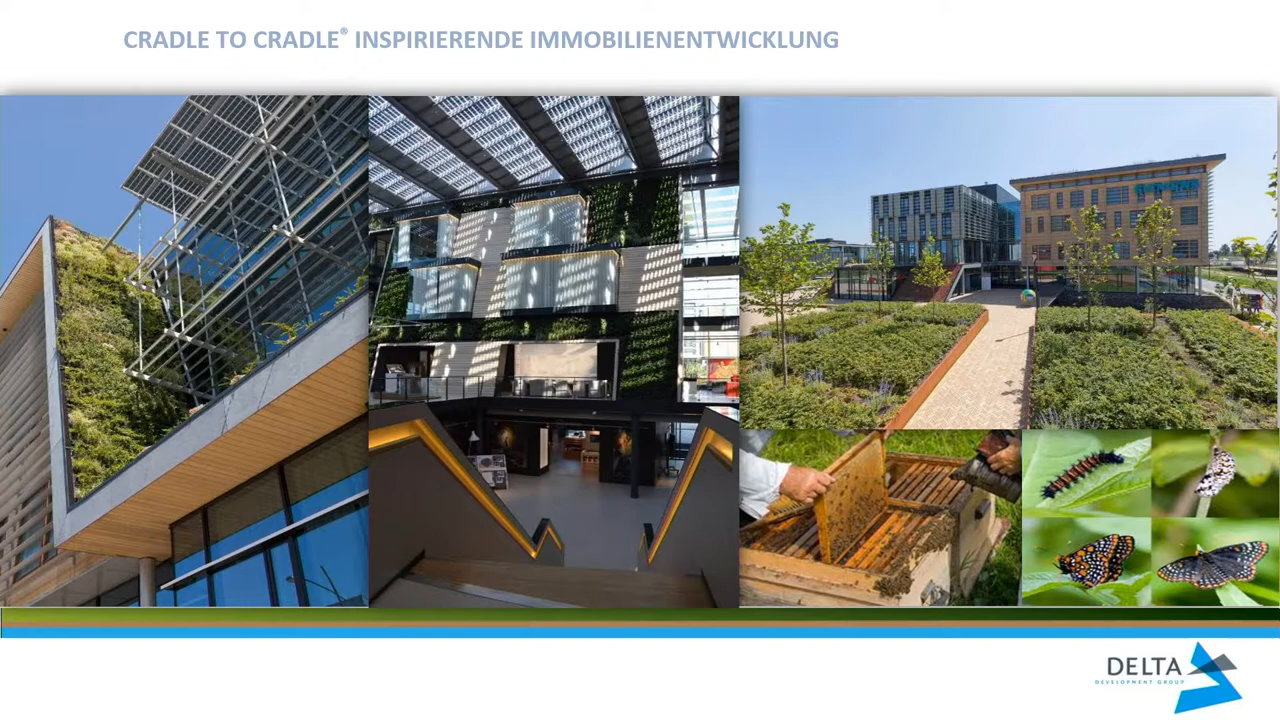 CRADLE TO CRADLE® INSPIRIERENDE IMMOBILIENENTWICKLUNG
DELTA
DEVELOPMENT GROUP